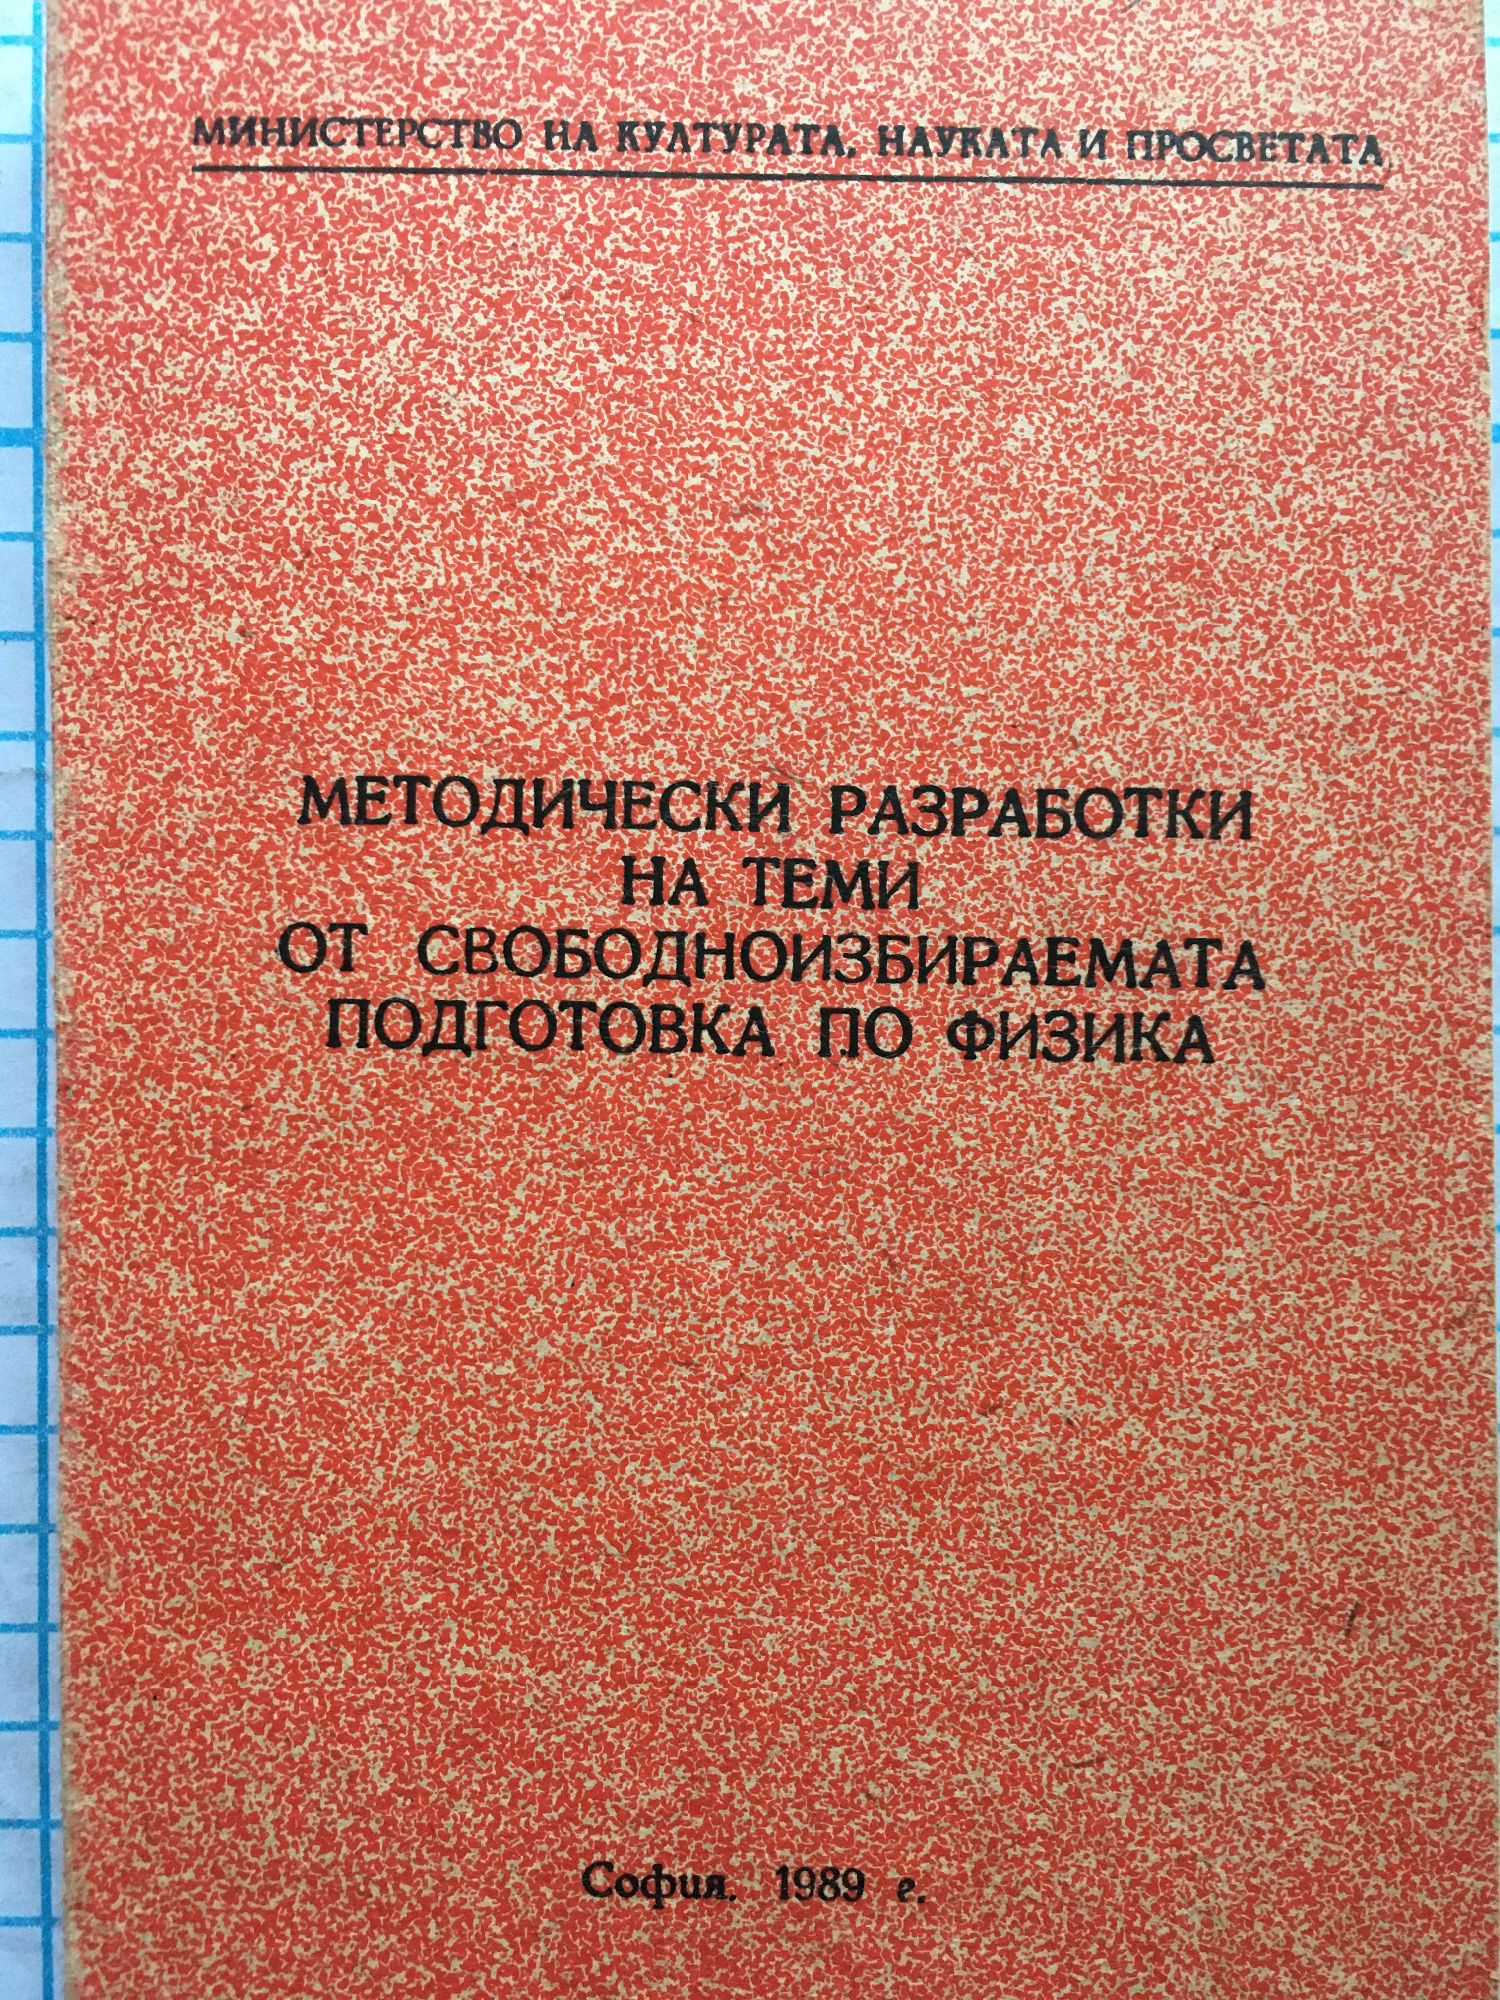 МИНИСТЕРСТВО НА КУЛТУРАТА, НАУКАТА И ПРОСВЕТАТА
МЕТОДИЧЕСКИ РАЗРАБОТКИ
НА ТЕМИ
ОТ СВОБОДНОИЗБИРАЕМАТА
ПОДГОТОВКА ПО ФИЗИКА
София, 1989 г.